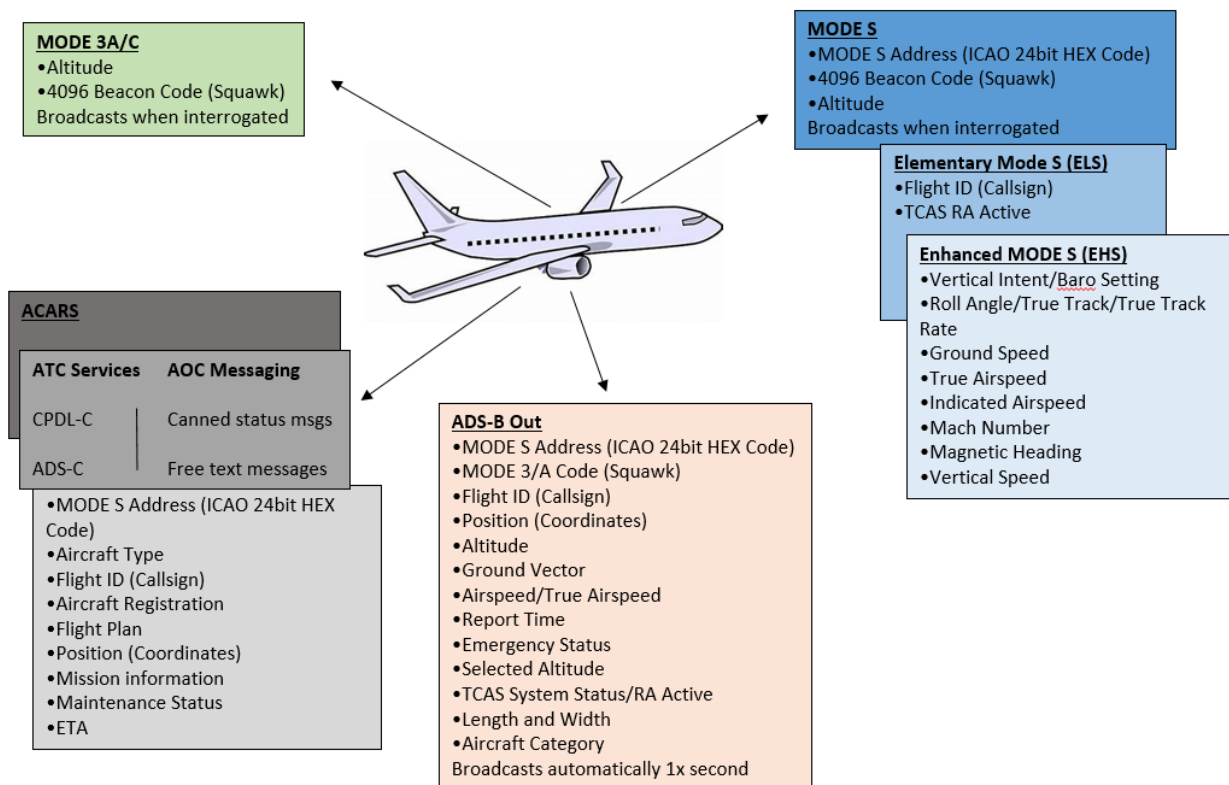 MODE 3A/C
•Altitude
•4096 Beacon Code (Squawk)
Broadcasts when interrogated
MODE S
•MODE S Address (ICAO 24bit HEX Code)
•4096 Beacon Code (Squawk)
•Altitude
Broadcasts when interrogated
Elementary Mode S (ELS)
•Flight ID (Callsign)
•TCAS RA Active
Enhanced MODE S (EHS)
•Vertical Intent/Baro Setting
•Roll Angle/True Track/True Track
Rate
•Ground Speed
•True Airspeed
•Indicated Airspeed
•Mach Number
•Magnetic Heading
•Vertical Speed
ACARS
ATC Services AOC Messaging
CPDL-C Canned status msgs
ADS-C Free text messages
•MODE S Address (ICAO 24bit HEX
Code)
•Aircraft Type
•Flight ID (Callsign)
•Aircraft Registration
•Flight Plan
•Position (Coordinates)
•Mission information
•Maintenance Status
•ETA
ADS-B Out
•MODE S Address (ICAO 24bit HEX Code)
•MODE 3/A Code (Squawk)
•Flight ID (Callsign)
•Position (Coordinates)
•Altitude
•Ground Vector
•Airspeed/True Airspeed
•Report Time
•Emergency Status
•Selected Altitude
•TCAS System Status/RA Active
•Length and Width
•Aircraft Category
Broadcasts automatically 1x second